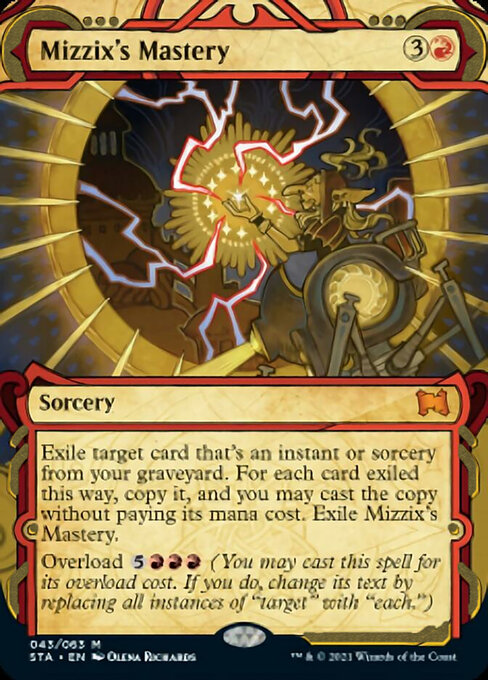 Mizzix's Mastery 3
Sorcery
Exile target card that's an instant or sorcery
from your graveyard. For each card exiled
this way, copy it, and you may cast the copy
without paying its mana cost. Exile Mizzix's
Mastery.
Overload 5 (You may cast this spell for
its overload cost. If you do, change its text by
replacing all instances of "target" with "each.")
043/063 M
STA • EN Olena Richards
™ & © 2021 Wizards of the Coast